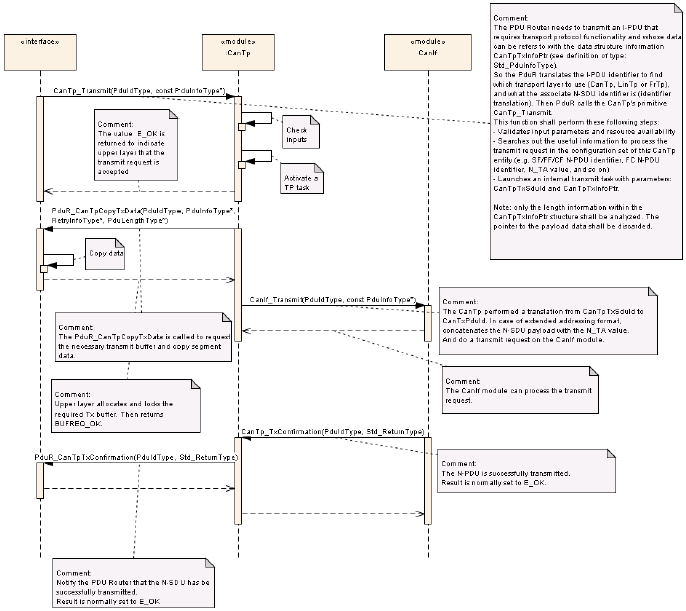 «interface»
«module»
:CanTp
«module»
CanIf
Comment:
The PDU Router needs to transmit an I-PDU that
requires transport protocol functionality and whose data
can be refers to with the data structure information
CanTpTxInfoPtr (see definition of type:
Std_PduInfoType).
So the PduR translates the I-PDU identifier to find
which transport layer to use (CanTp, LinTp or FrTp),
and what the associate N-SDU identifier is (identifier
translation). Then PduR calls the CanTp's primitive
CanTp_Transmit.
This function shall perform these following steps:
- Validates input parameters and resource availability
- Searches out the useful information to process the
transmit request in the configuration set of this CanTp
entity (e.g. SF/FF/CF N-PDU identifier, FC N-PDU
identifier, N_TA value, and so on)
- Launches an internal transmit task with parameters:
CanTpTxSduId and CanTpTxInfoPtr.
Note: only the length information within the
CanTpTxInfoPtr structure shall be analyzed. The
pointer to the payload data shall be discarded.
CanTp_Transmit(PduIdType, const PduInfoType*)
Comment:
The value E_OK is
returned to indicate
upper layer that the
transmit request is
accepted
Check
inputs
Activate a
TP task
PduR_CanTpCopyTxData(PduIdType, PduInfoType*,
RetryInfoType*, PduLengthType*)
Copy data
CanIf_Transmit(PduIdType, const PduInfoType*)
Comment:
The CanTp performed a translation from CanTpTxSduId to
CanTxPduId. In case of extended addressing format,
concatenates the N-SDU payload with the N_TA value.
And do a transmit request on the CanIf module.
Comment:
The PduR_CanTpCopyTxData is called to request
the necessary transmit buffer and copy segment
data.
Comment:
The CanIf module can process the transmit
request.
Comment:
Upper layer allocates and locks the
required Tx buffer. Then returns
BUFREQ_OK.
CanTp_TxConfirmation(PduIdType, Std_ReturnType)
PduR_CanTpTxConfirmation(PduIdType, Std_ReturnType)
Comment:
The N-PDU is successfully transmitted.
Result is normally set to E_OK.
Comment:
Notify the PDU Router that the N-SDU has be
successfully transmitted.
Result is normally set to E_OK